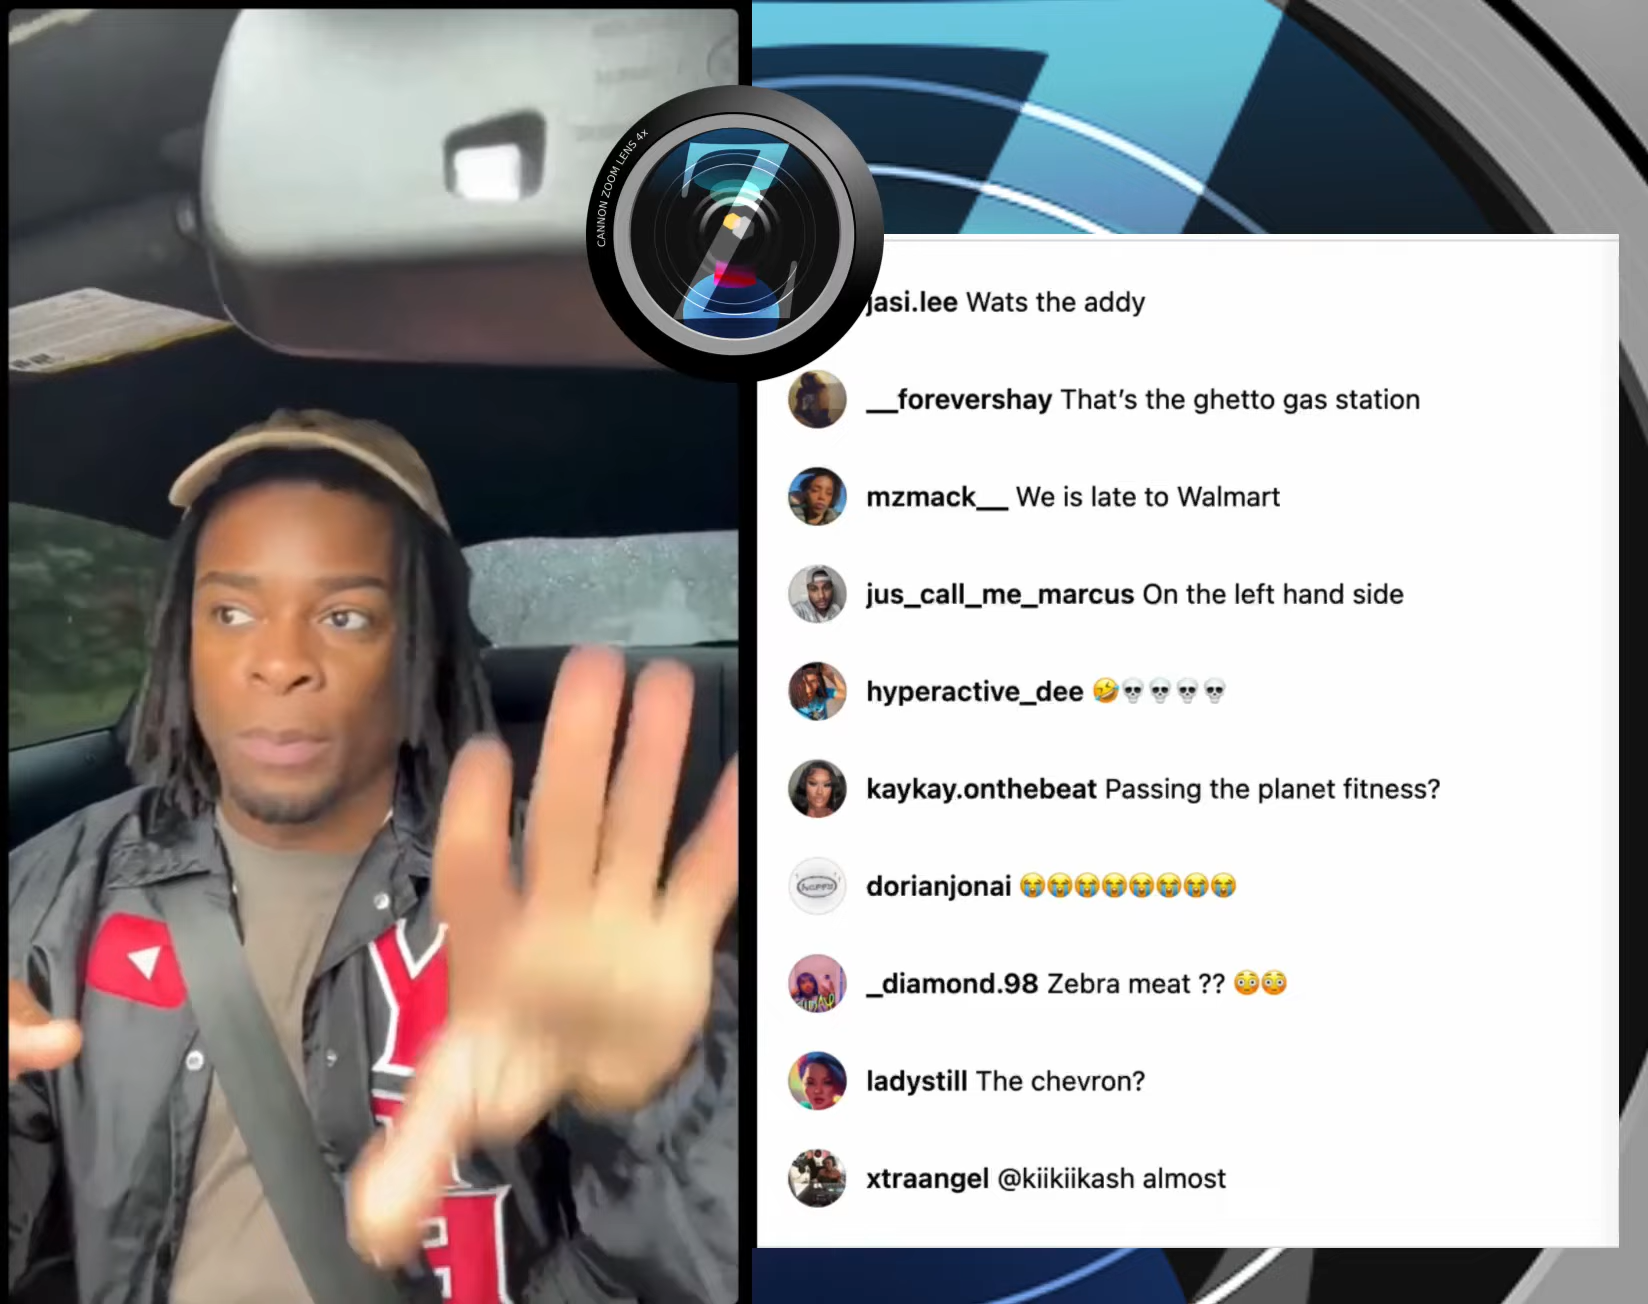 CANNON ZOOM LENS 4x
jasi.lee Wats the addy
__forevershay That’s the ghetto gas station
mzmack__ We is late to Walmart
jus_call_me_marcus On the left hand side
hyperactive_dee 🤣💀💀💀💀
kaykay.onthebeat Passing the planet fitness?
dorianjonai 😭😭😭😭😭😭😭😭
_diamond.98 Zebra meat ?? 😳😳
ladystill The chevron?
xtraangel @kiikiikash almost